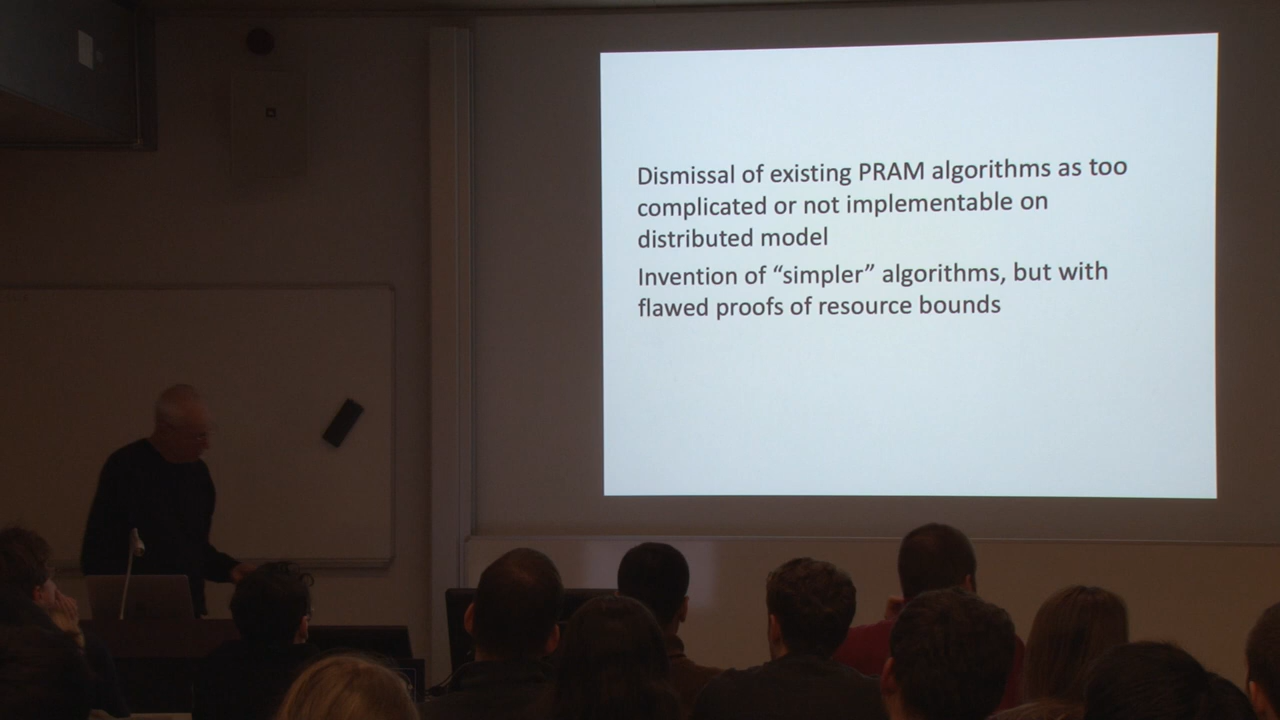 Dismissal of existing PRAM algorithms as too
complicated or not implementable on
distributed model
Invention of “simpler” algorithms, but with
flawed proofs of resource bounds